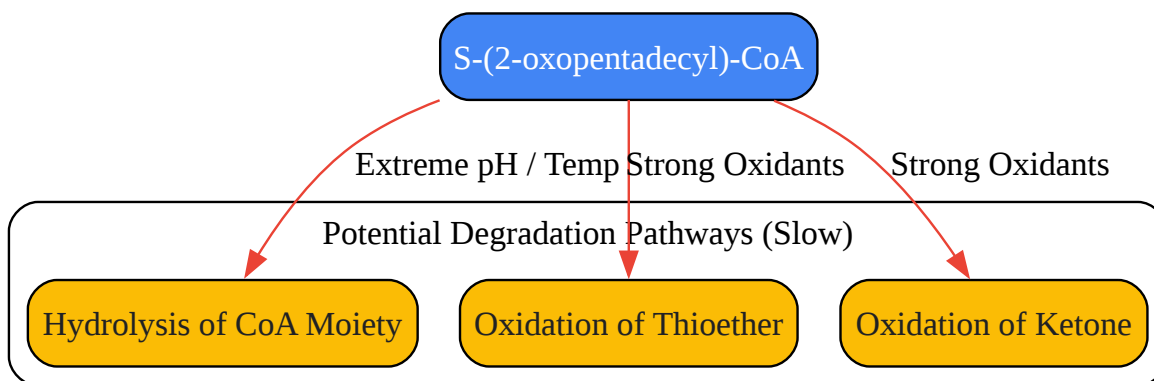 S-(2-oxopentadecyl)-CoA
Extreme pH / Temp
Strong Oxidants
Strong Oxidants
Potential Degradation Pathways (Slow)
Hydrolysis of CoA Moiety
Oxidation of Thioether
Oxidation of Ketone